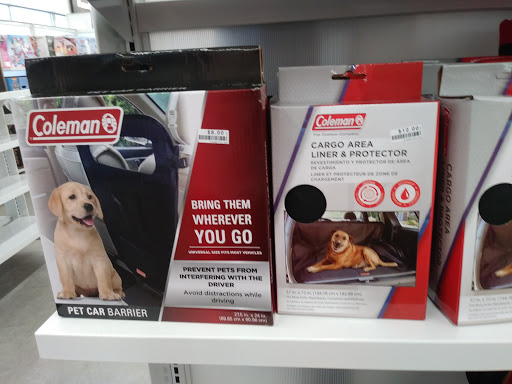 Coleman
$8.00
BRING THEM
WHEREVER
YOU GO
UNIVERSAL SIZE FITS MOST VEHICLES
PREVENT PETS FROM
INTERFERING WITH THE
DRIVER
Avoid distractions while
driving
PET CAR BARRIER
Coleman
$10.00
CARGO AREA
LINER & PROTECTOR
REVESTIMIENTO Y PROTECTOR DE ÁREA
DE CARGA
LINER ET PROTECTEUR DE ZONE DE
CHARGEMENT
CARGO AREA